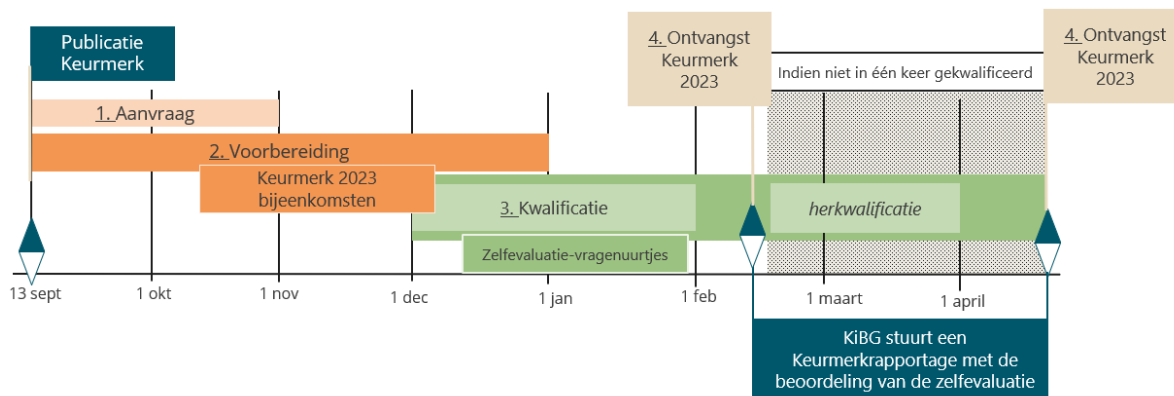 Publicatie
Keurmerk
4. Ontvangst
Keurmerk
2023
Indien niet in één keer gekwalificeerd
4. Ontvangst
Keurmerk
2023
1. Aanvraag
2. Voorbereiding
Keurmerk 2023
bijeenkomsten
3. Kwalificatie
herkwalificatie
Zelfevaluatie-vragenuurtjes
13 sept
1 okt
1 nov
1 dec
1 jan
1 feb
1 maart
1 april
KiBG stuurt een
Keurmerkrapportage met de
beoordeling van de zelfevaluatie